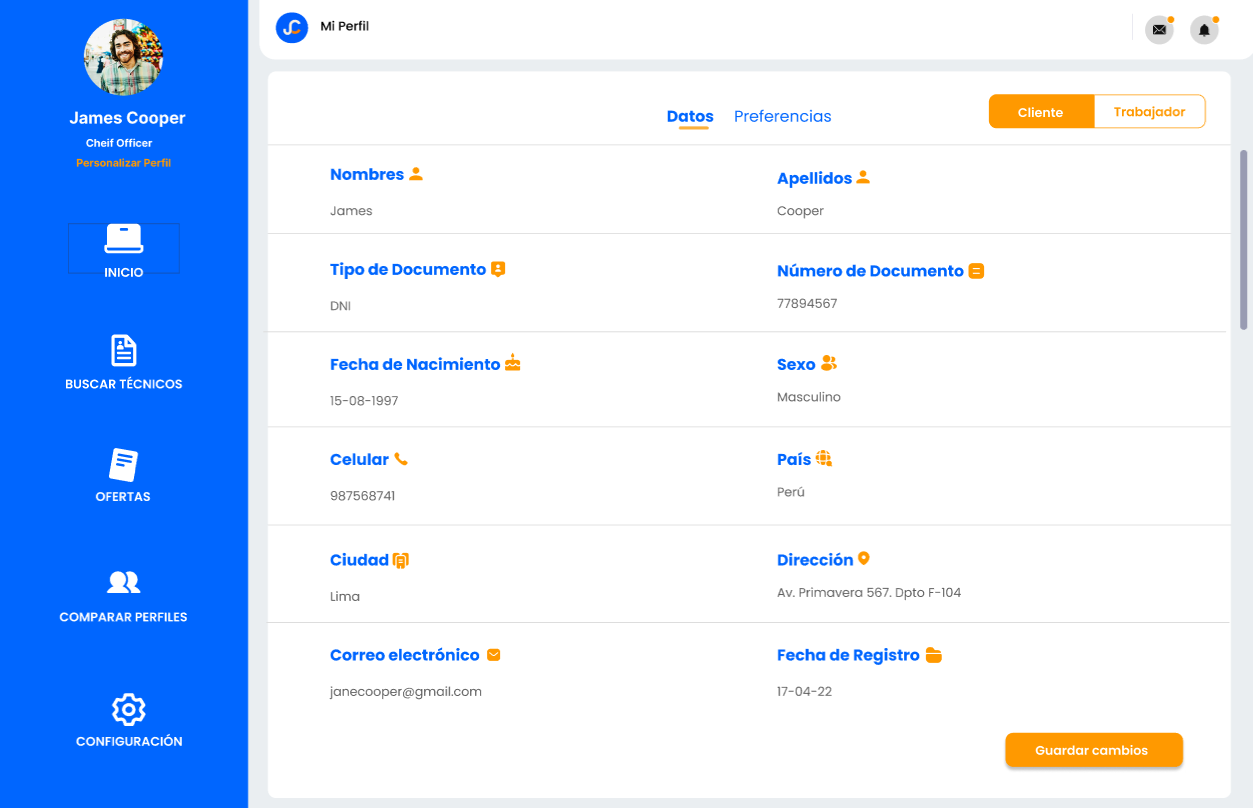 James Cooper
Cheif Officer
Personalizar Perfil
INICIO
BUSCAR TÉCNICOS
OFERTAS
COMPARAR PERFILES
CONFIGURACIÓN
JC Mi Perfil
Datos Preferencias
Cliente Trabajador
Nombres
James
Apellidos
Cooper
Tipo de Documento
DNI
Número de Documento
77894567
Fecha de Nacimiento
15-08-1997
Sexo
Masculino
Celular
987568741
País
Perú
Ciudad
Lima
Dirección
Av. Primavera 567. Dpto F-104
Correo electrónico
janecooper@gmail.com
Fecha de Registro
17-04-22
Guardar cambios